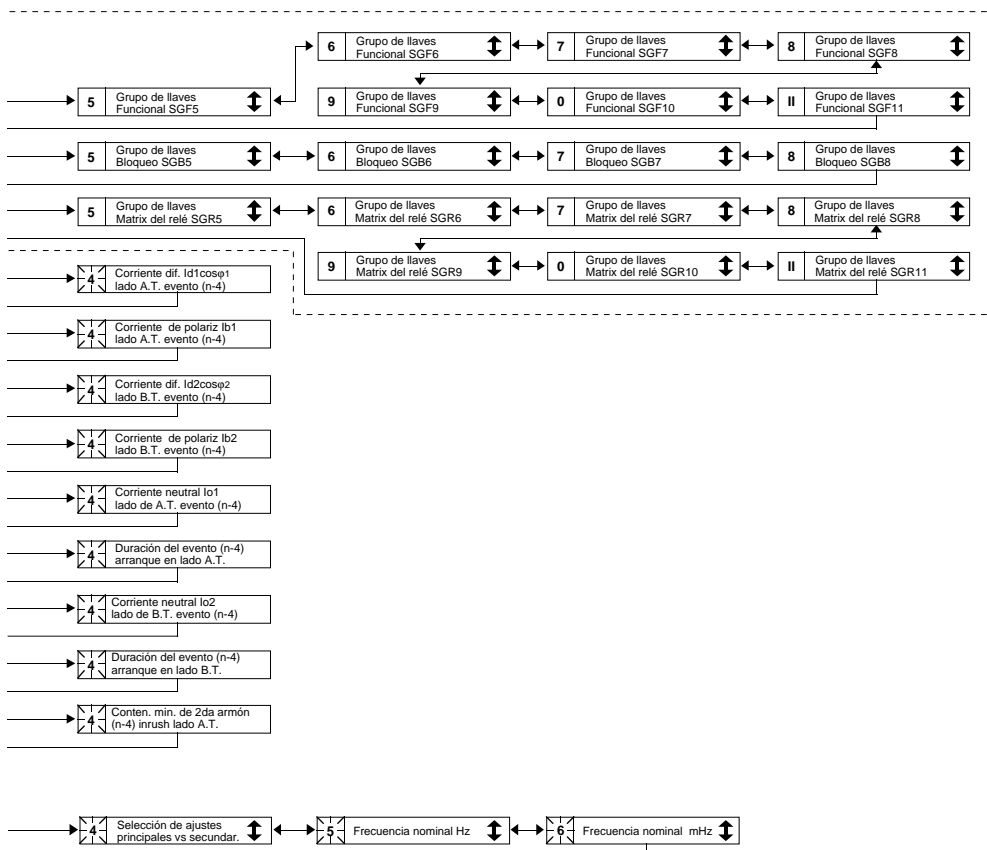 6 Grupo de llaves Funcional SGF6
7 Grupo de llaves Funcional SGF7
8 Grupo de llaves Funcional SGF8
5 Grupo de llaves Funcional SGF5
9 Grupo de llaves Funcional SGF9
0 Grupo de llaves Funcional SGF10
II Grupo de llaves Funcional SGF11
5 Grupo de llaves Bloqueo SGB5
6 Grupo de llaves Bloqueo SGB6
7 Grupo de llaves Bloqueo SGB7
8 Grupo de llaves Bloqueo SGB8
5 Grupo de llaves Matrix del relé SGR5
6 Grupo de llaves Matrix del relé SGR6
7 Grupo de llaves Matrix del relé SGR7
8 Grupo de llaves Matrix del relé SGR8
9 Grupo de llaves Matrix del relé SGR9
0 Grupo de llaves Matrix del relé SGR10
II Grupo de llaves Matrix del relé SGR11
4 Corriente dif. Id1cosφ1
lado A.T. evento (n-4)
4 Corriente de polariz Ib1
lado A.T. evento (n-4)
4 Corriente dif. Id2cosφ2
lado B.T. evento (n-4)
4 Corriente de polariz Ib2
lado B.T. evento (n-4)
4 Corriente neutral Io1
lado de A.T. evento (n-4)
4 Duración del evento (n-4)
arranque en lado A.T.
4 Corriente neutral Io2
lado de B.T. evento (n-4)
4 Duración del evento (n-4)
arranque en lado B.T.
4 Conten. min. de 2da armón
(n-4) inrush lado A.T.
4 Selección de ajustes
principales vs secundar.
5 Frecuencia nominal Hz
6 Frecuencia nominal mHz